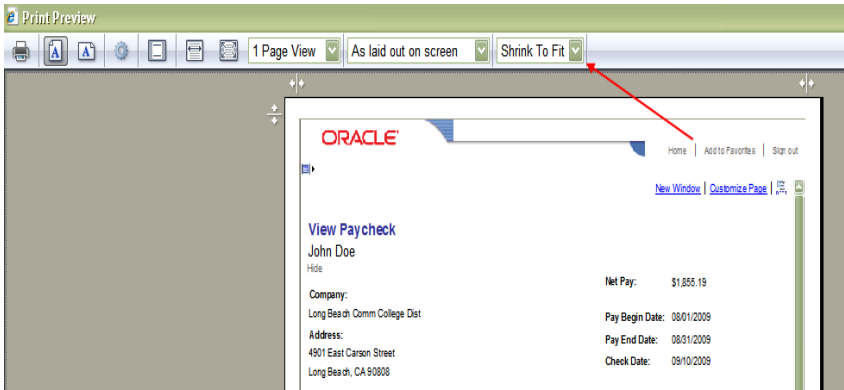 Print Preview
1 Page View As laid out on screen Shrink To Fit
ORACLE
Home | Add to Favorites | Sign out
New Window | Customize Page |
View Paycheck
John Doe
Hide
Net Pay: $1,855.19
Company:
Long Beach Comm College Dist
Pay Begin Date: 08/01/2009
Address:
Pay End Date: 08/31/2009
4901 East Carson Street
Check Date: 09/10/2009
Long Beach, CA 90808